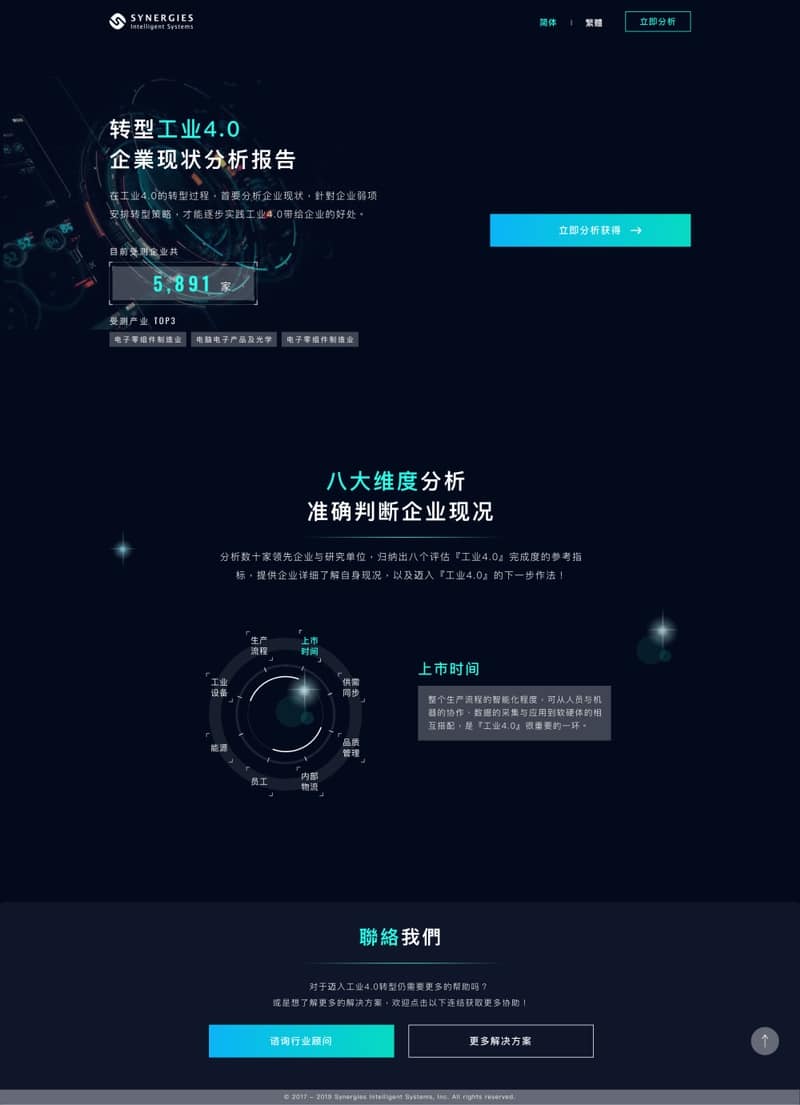 SYNERGIES
Intelligent Systems
简体
繁體
立即分析
转型工业4.0
企業现状分析报告
在工业4.0的转型过程，首要分析企业现状，針對企业弱项
安排转型策略，才能逐步实践工业4.0带给企业的好处。
立即分析获得 →
目前受测企业共
5,891 家
受测产业 TOP3
电子零组件制造业
电脑电子产品及光学
电子零组件制造业
八大维度分析
准确判断企业现况
分析数十家领先企业与研究单位，归纳出八个评估『工业4.0』完成度的参考指
标，提供企业详细了解自身现况，以及迈入『工业4.0』的下一步作法！
生产
流程
上市
时间
工业
设备
供需
同步
能源
品质
管理
员工
内部
物流
上市时间
整个生产流程的智能化程度，可从人员与机
器的协作、数据的采集与应用到软硬体的相
互搭配，是『工业4.0』很重要的一环。
聯絡我們
对于迈入工业4.0转型仍需要更多的帮助吗？
或是想了解更多的解决方案，欢迎点击以下连结获取更多协助！
谘询行业顾问
更多解决方案
© 2017 – 2019 Synergies Intelligent Systems, Inc. All rights reserved.